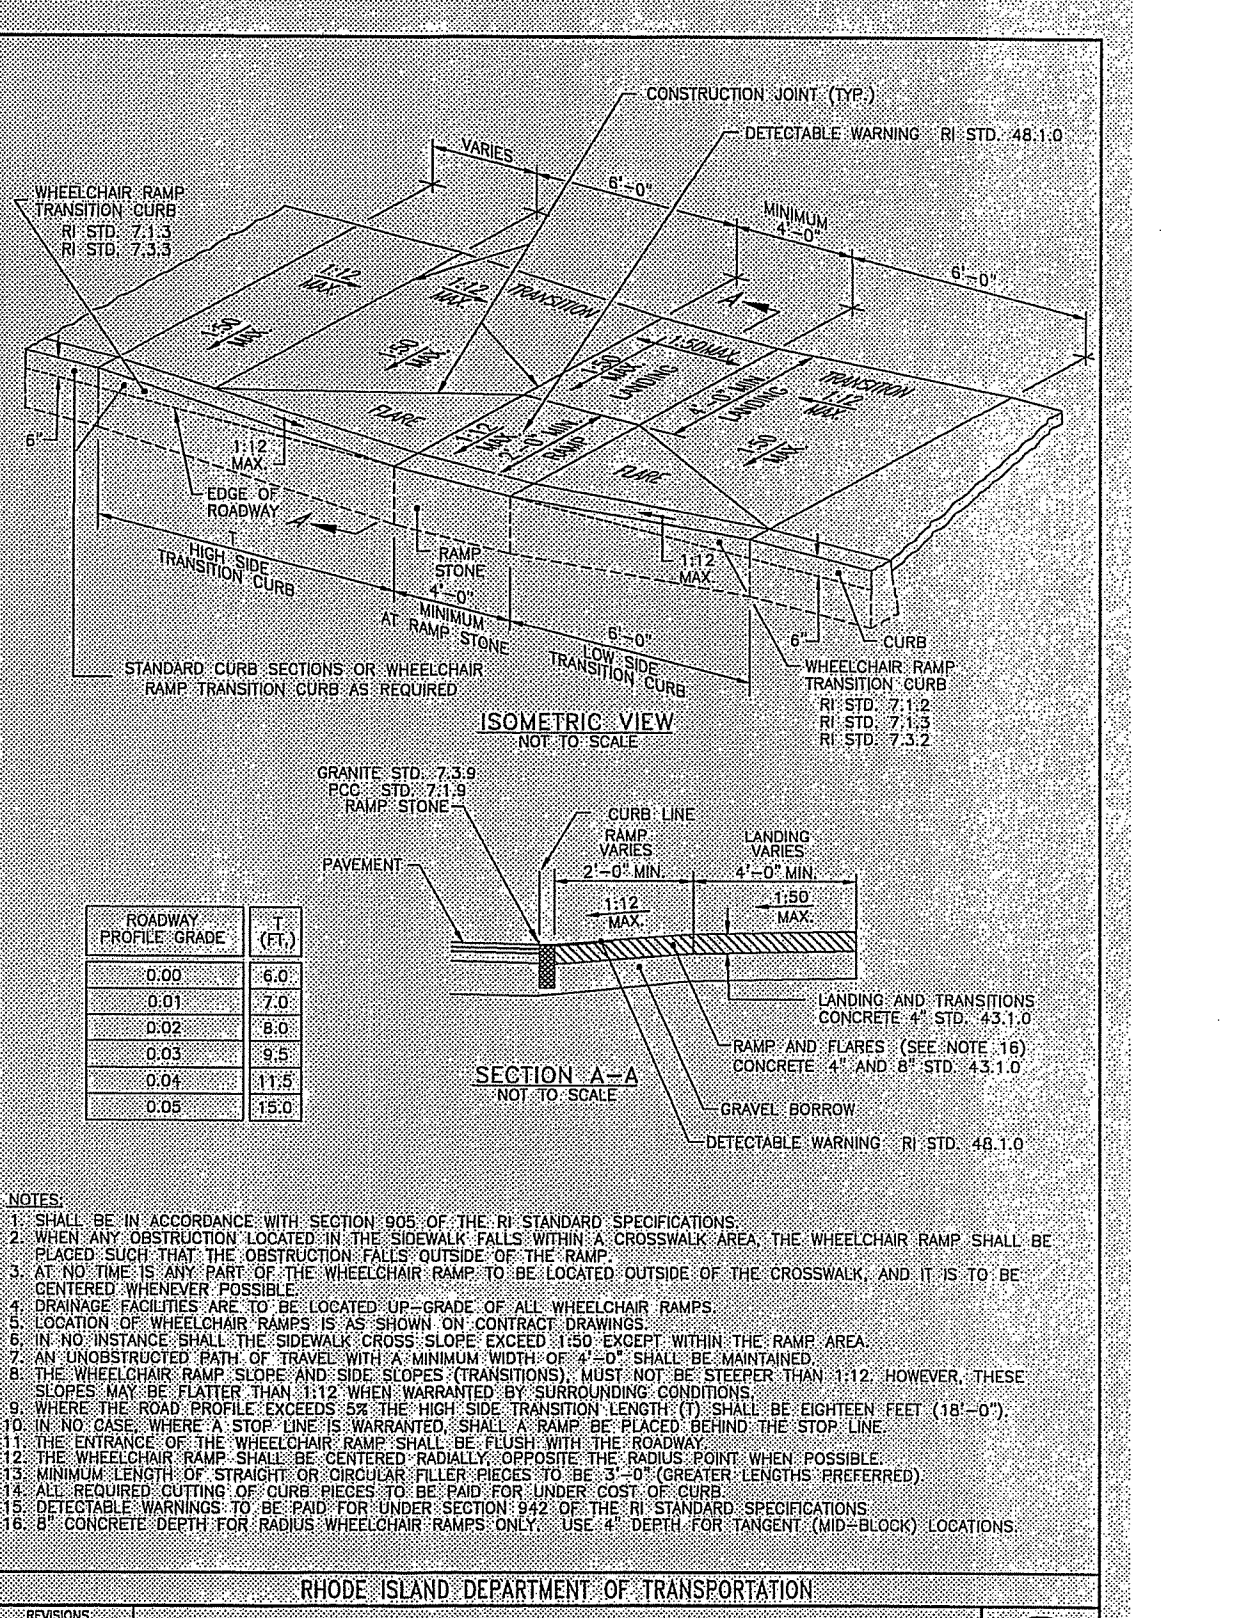 CONSTRUCTION JOINT (TYP.)
DETECTABLE WARNING RI STD. 48.1.0
VARIES
6'-0"
MINIMUM
4'-0"
6'-0"
WHEELCHAIR RAMP
TRANSITION CURB
RI STD. 7.1.3
RI STD. 7.3.3
1:12
MAX
1:12
MAX
TRANSITION
A
1:50
MAX
1:50
MAX
1:50 MAX.
1:50
MAX
LANDING
4'-0" MIN
LANDING
TRANSITION
1:12
MAX
1:50
MAX
FLARE
1:12
MAX
2'-0" MIN
RAMP
FLARE
6"
1:12
MAX.
EDGE OF
ROADWAY
A
T
HIGH SIDE
TRANSITION CURB
RAMP
STONE
4'-0"
MINIMUM
AT RAMP STONE
1:12
MAX.
6'-0"
LOW SIDE
TRANSITION CURB
6"
CURB
STANDARD CURB SECTIONS OR WHEELCHAIR
RAMP TRANSITION CURB AS REQUIRED
WHEELCHAIR RAMP
TRANSITION CURB
RI STD. 7.1.2
RI STD. 7.1.3
RI STD. 7.3.2
ISOMETRIC VIEW
NOT TO SCALE
GRANITE STD. 7.3.9
PCC STD. 7.1.9
RAMP STONE
CURB LINE
RAMP
VARIES
LANDING
VARIES
PAVEMENT
2'-0" MIN.
4'-0" MIN.
1:12
MAX.
1:50
MAX.
LANDING AND TRANSITIONS
CONCRETE 4" STD. 43.1.0
RAMP AND FLARES (SEE NOTE 16)
CONCRETE 4" AND 8" STD. 43.1.0
SECTION A-A
NOT TO SCALE
GRAVEL BORROW
DETECTABLE WARNING RI STD. 48.1.0
ROADWAY PROFILE GRADE T (FT.)
0.00 6.0
0.01 7.0
0.02 8.0
0.03 9.5
0.04 11.5
0.05 15.0
NOTES:
1. SHALL BE IN ACCORDANCE WITH SECTION 905 OF THE RI STANDARD SPECIFICATIONS.
2. WHEN ANY OBSTRUCTION LOCATED IN THE SIDEWALK FALLS WITHIN A CROSSWALK AREA, THE WHEELCHAIR RAMP SHALL BE
PLACED SUCH THAT THE OBSTRUCTION FALLS OUTSIDE OF THE RAMP.
3. AT NO TIME IS ANY PART OF THE WHEELCHAIR RAMP TO BE LOCATED OUTSIDE OF THE CROSSWALK, AND IT IS TO BE
CENTERED WHENEVER POSSIBLE.
4. DRAINAGE FACILITIES ARE TO BE LOCATED UP-GRADE OF ALL WHEELCHAIR RAMPS.
5. LOCATION OF WHEELCHAIR RAMPS IS AS SHOWN ON CONTRACT DRAWINGS.
6. IN NO INSTANCE SHALL THE SIDEWALK CROSS SLOPE EXCEED 1:50 EXCEPT WITHIN THE RAMP AREA.
7. AN UNOBSTRUCTED PATH OF TRAVEL WITH A MINIMUM WIDTH OF 4'-0" SHALL BE MAINTAINED.
8. THE WHEELCHAIR RAMP SLOPE AND SIDE SLOPES (TRANSITIONS), MUST NOT BE STEEPER THAN 1:12, HOWEVER, THESE
SLOPES MAY BE FLATTER THAN 1:12 WHEN WARRANTED BY SURROUNDING CONDITIONS.
9. WHERE THE ROAD PROFILE EXCEEDS 5% THE HIGH SIDE TRANSITION LENGTH (T) SHALL BE EIGHTEEN FEET (18'-0").
10. IN NO CASE, WHERE A STOP LINE IS WARRANTED, SHALL A RAMP BE PLACED BEHIND THE STOP LINE.
11. THE ENTRANCE OF THE WHEELCHAIR RAMP SHALL BE FLUSH WITH THE ROADWAY.
12. THE WHEELCHAIR RAMP SHALL BE CENTERED RADIALLY, OPPOSITE THE RADIUS POINT WHEN POSSIBLE.
13. MINIMUM LENGTH OF STRAIGHT OR CIRCULAR FILLER PIECES TO BE 3'-0" (GREATER LENGTHS PREFERRED)
14. ALL REQUIRED CUTTING OF CURB PIECES TO BE PAID FOR UNDER COST OF CURB.
15. DETECTABLE WARNINGS TO BE PAID FOR UNDER SECTION 942 OF THE RI STANDARD SPECIFICATIONS
16. 8" CONCRETE DEPTH FOR RADIUS WHEELCHAIR RAMPS ONLY. USE 4" DEPTH FOR TANGENT (MID-BLOCK) LOCATIONS.
RHODE ISLAND DEPARTMENT OF TRANSPORTATION
REVISIONS